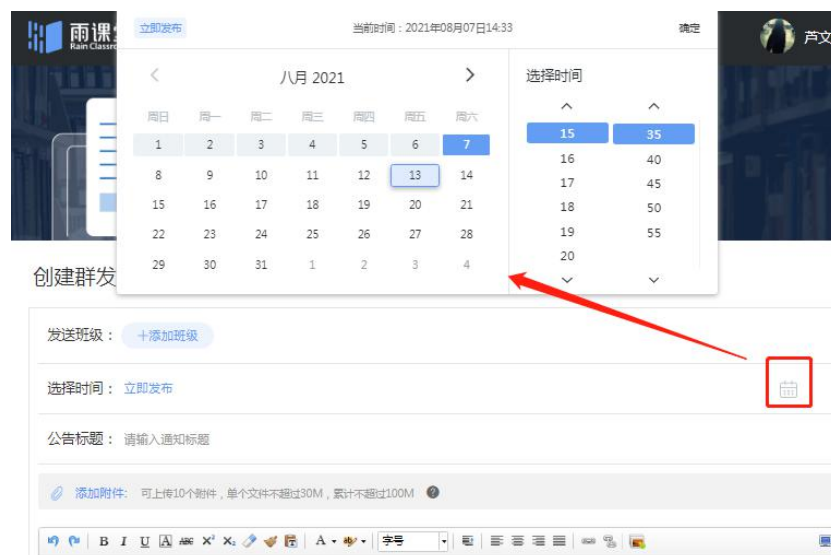 雨课
Rain Classro
立即发布 当前时间：2021年08月07日14:33 确定
芦文
八月 2021 选择时间
周日 周一 周二 周三 周四 周五 周六
1 2 3 4 5 6 7 15 35
8 9 10 11 12 13 14 16 40
15 16 17 18 19 20 21 17 45
22 23 24 25 26 27 28 18 50
29 30 31 1 2 3 4 19 55
20
创建群发
发送班级： ＋添加班级
选择时间： 立即发布
公告标题： 请输入通知标题
添加附件: 可上传10个附件，单个文件不超过30M，累计不超过100M ?
B I U A ABC X² X₂ A 字号